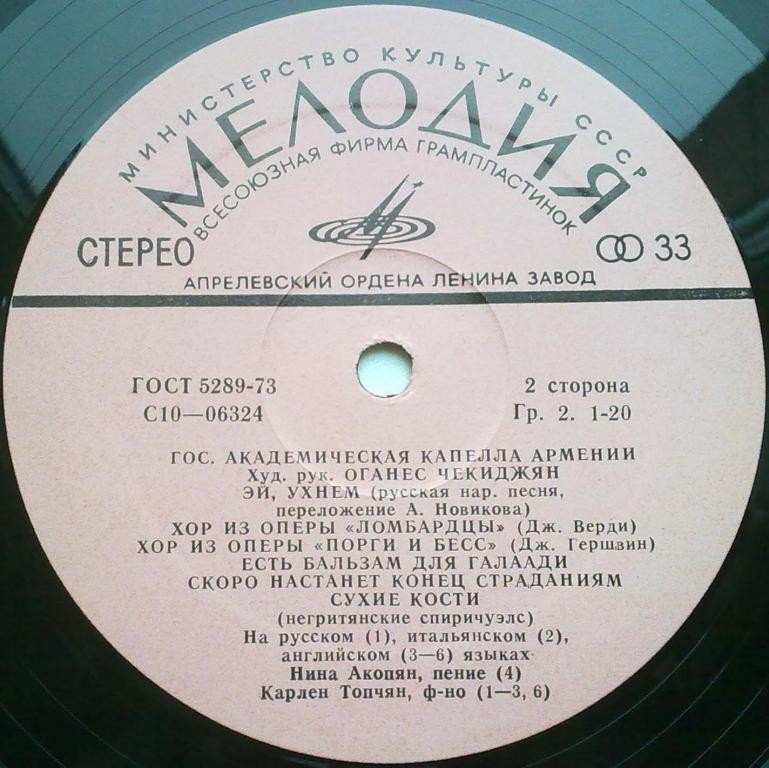 МИНИСТЕРСТВО КУЛЬТУРЫ СССР
МЕЛОДИЯ
ВСЕСОЮЗНАЯ ФИРМА ГРАМПЛАСТИНОК
СТЕРЕО
33
АПРЕЛЕВСКИЙ ОРДЕНА ЛЕНИНА ЗАВОД
ГОСТ 5289-73 2 сторона
С10—06324 Гр. 2. 1-20
ГОС. АКАДЕМИЧЕСКАЯ КАПЕЛЛА АРМЕНИИ
Худ. рук. ОГАНЕС ЧЕКИДЖЯН
ЭЙ, УХНЕМ (русская нар. песня,
переложение А. Новикова)
ХОР ИЗ ОПЕРЫ «ЛОМБАРДЦЫ» (Дж. Верди)
ХОР ИЗ ОПЕРЫ «ПОРГИ И БЕСС» (Дж. Гершвин)
ЕСТЬ БАЛЬЗАМ ДЛЯ ГАЛААДИ
СКОРО НАСТАНЕТ КОНЕЦ СТРАДАНИЯМ
СУХИЕ КОСТИ
(негритянские спиричуэлс)
На русском (1), итальянском (2),
английском (3—6) языках
Нина Акопян, пение (4)
Карлен Топчян, ф-но (1—3, 6)